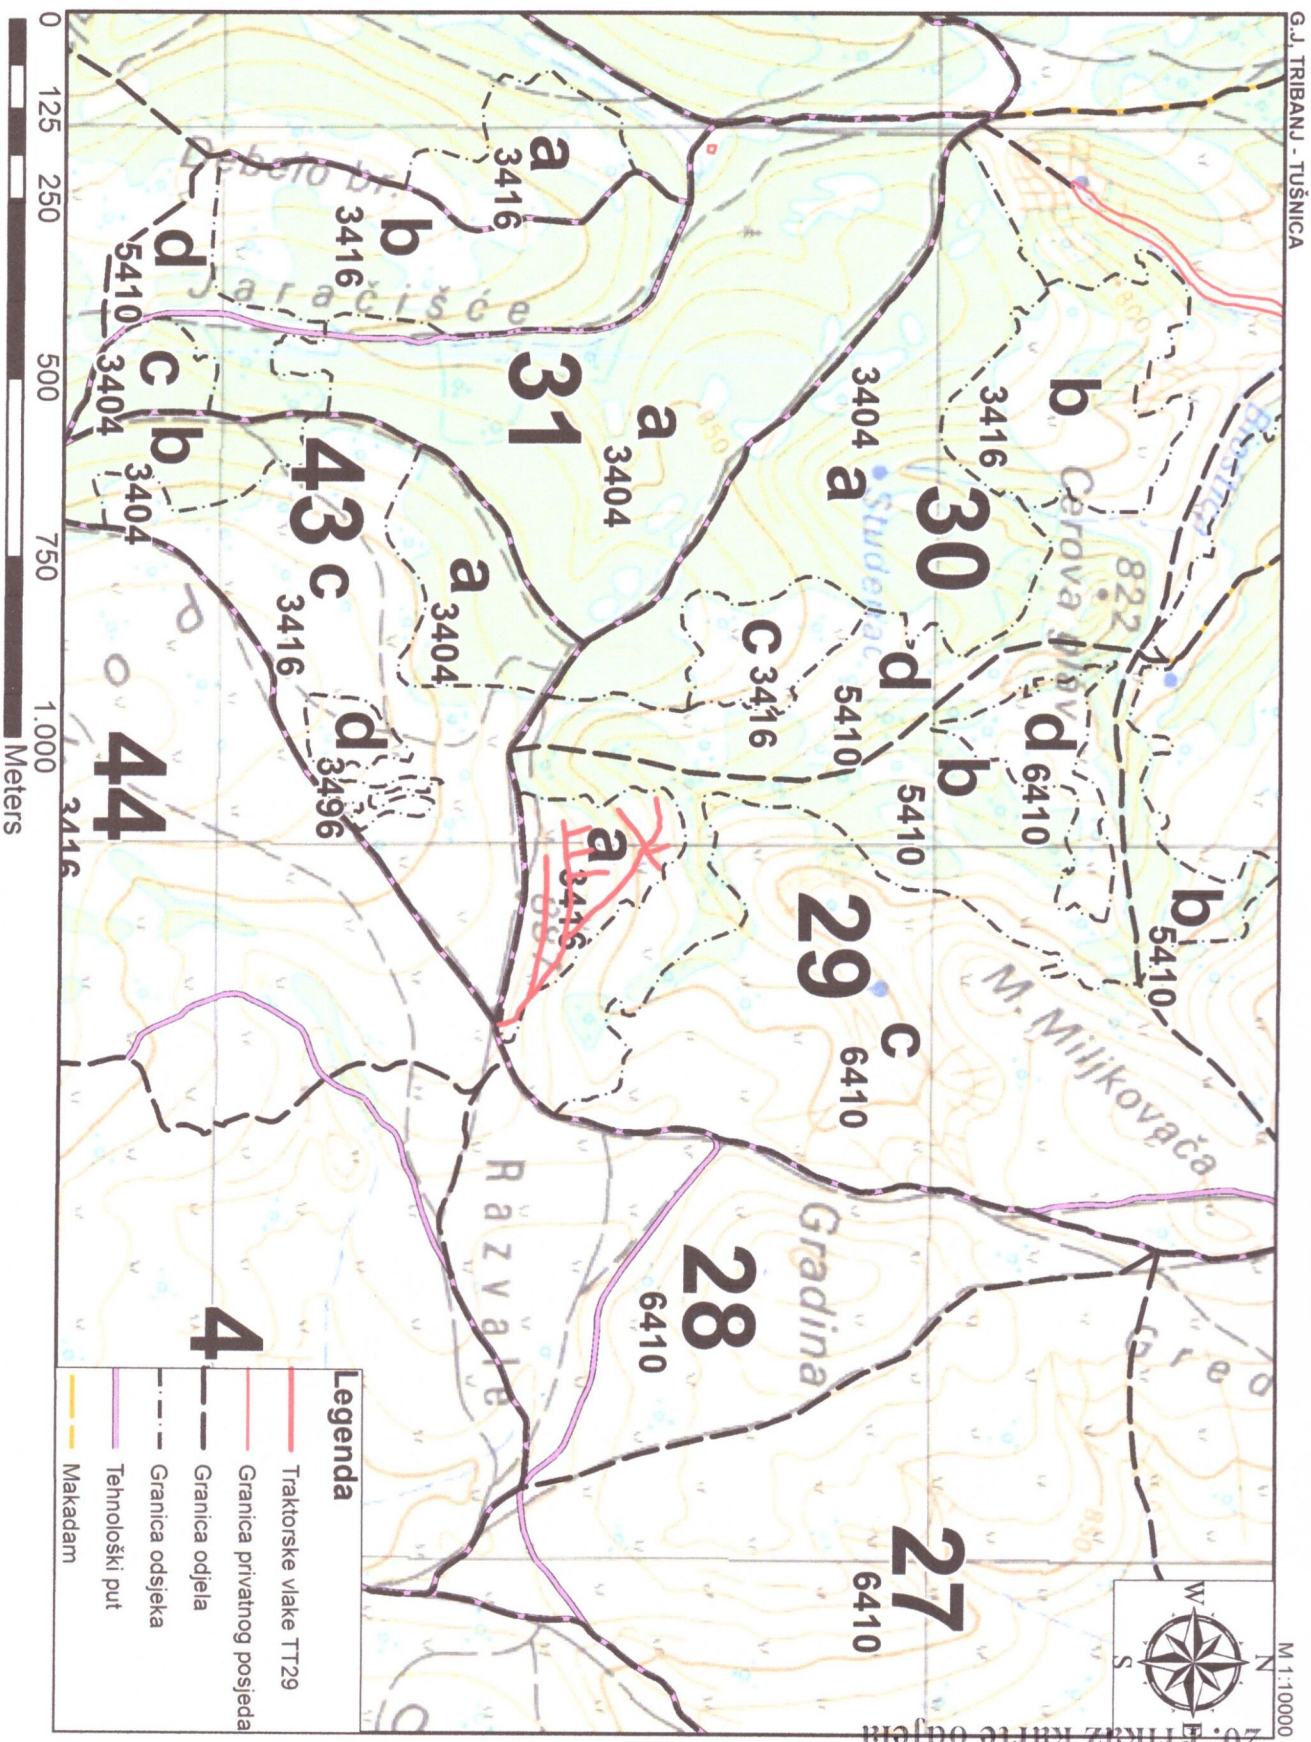 G.J. TRIBANJ - TUŠNICA
M 1:10000
N
W
S
800
b
3416
Cerova glav
822
30
3404
a
Studenac
d
5410
c
3416
d
6410
b
5410
b
5410
M. Miljkovača
29
c
6410
a
3416
850
a
3404
31
a
3416
Debelo br
b
3416
d
5410
Jaračišće
c
3404
b
3404
43
c
3416
a
3404
d
3496
44
3416
Gradina
28
6410
Razvale
27
6410
850
4
Legenda
Traktorske vlake TT29
Granica privatnog posjeda
Granica odjela
Granica odsjeka
Tehnološki put
Makadam
0 125 250 500 750 1.000
Meters